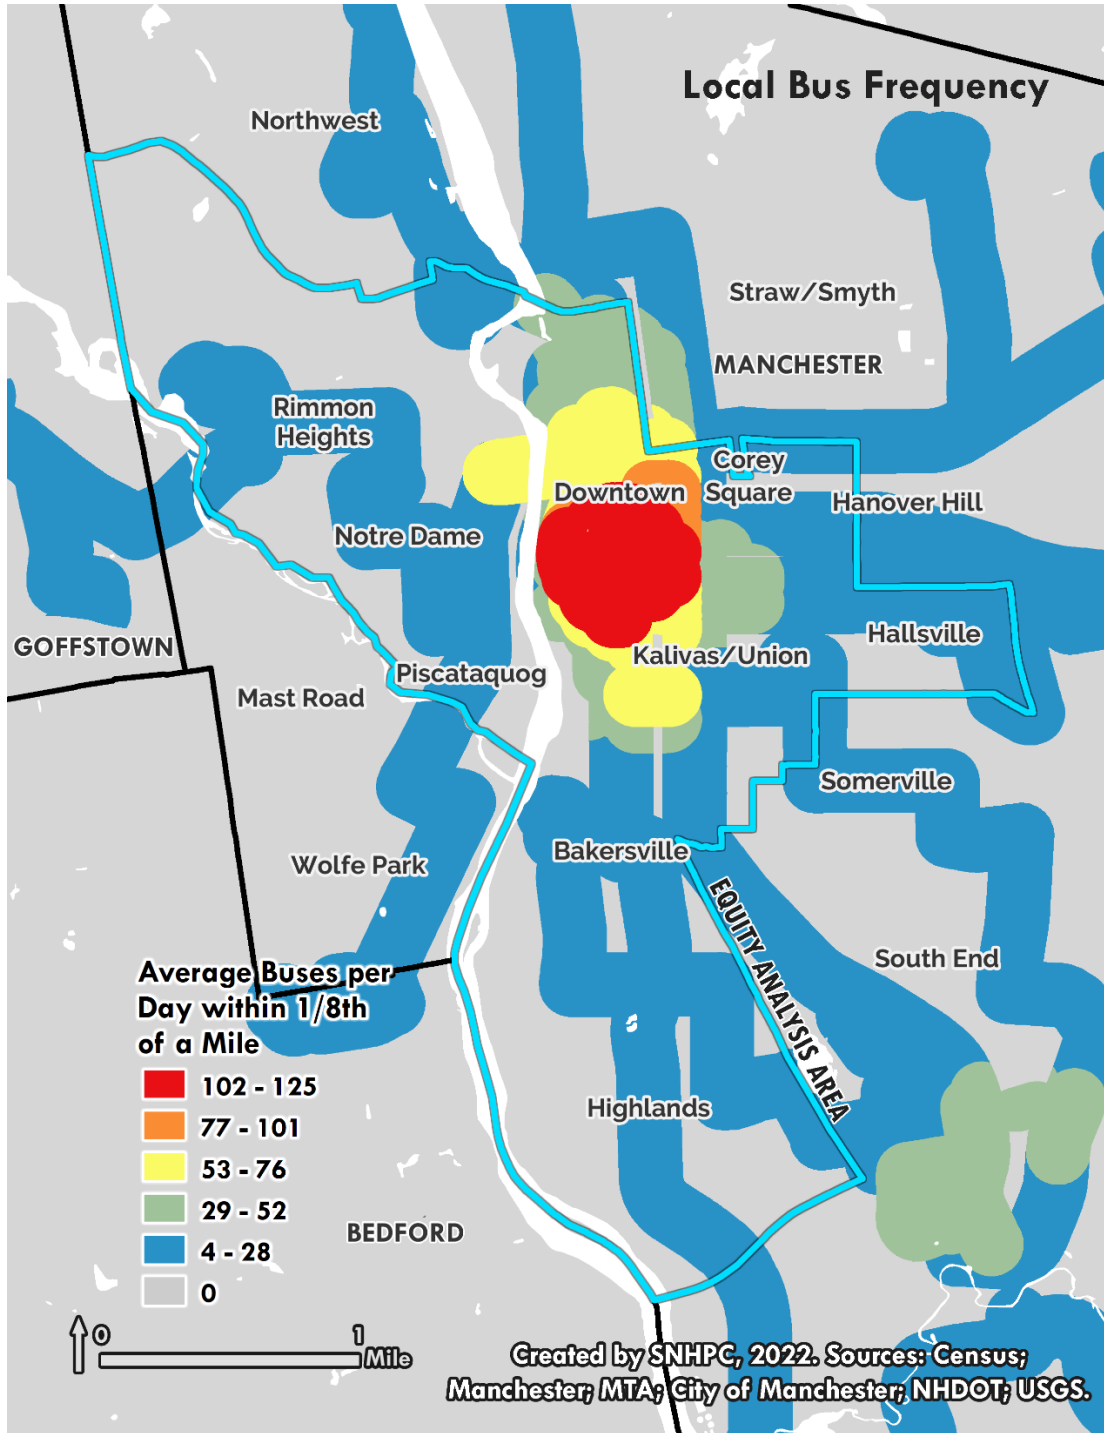 Local Bus Frequency
Northwest
Straw/Smyth
MANCHESTER
Rimmon
Heights
Corey
Square
Downtown
Hanover Hill
Notre Dame
Hallsville
GOFFSTOWN
Kalivas/Union
Piscataquog
Mast Road
Somerville
Bakersville
Wolfe Park
EQUITY ANALYSIS AREA
South End
Highlands
BEDFORD
Average Buses per
Day within 1/8th
of a Mile
102 - 125
77 - 101
53 - 76
29 - 52
4 - 28
0
0 1
Mile
Created by SNHPC, 2022. Sources: Census;
Manchester; MTA; City of Manchester; NHDOT; USGS.